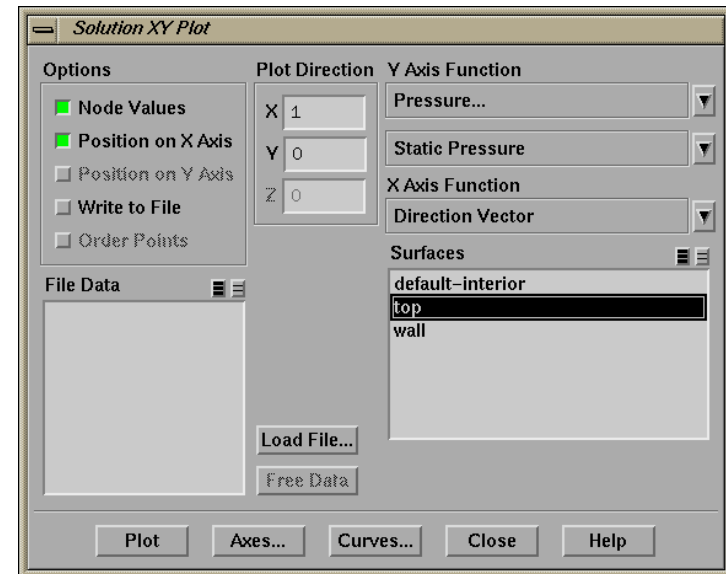 Solution XY Plot
Options
Node Values
Position on X Axis
Position on Y Axis
Write to File
Order Points
Plot Direction
X 1
Y 0
Z 0
Y Axis Function
Pressure...
Static Pressure
X Axis Function
Direction Vector
File Data
Surfaces
default-interior
top
wall
Load File...
Free Data
Plot
Axes...
Curves...
Close
Help